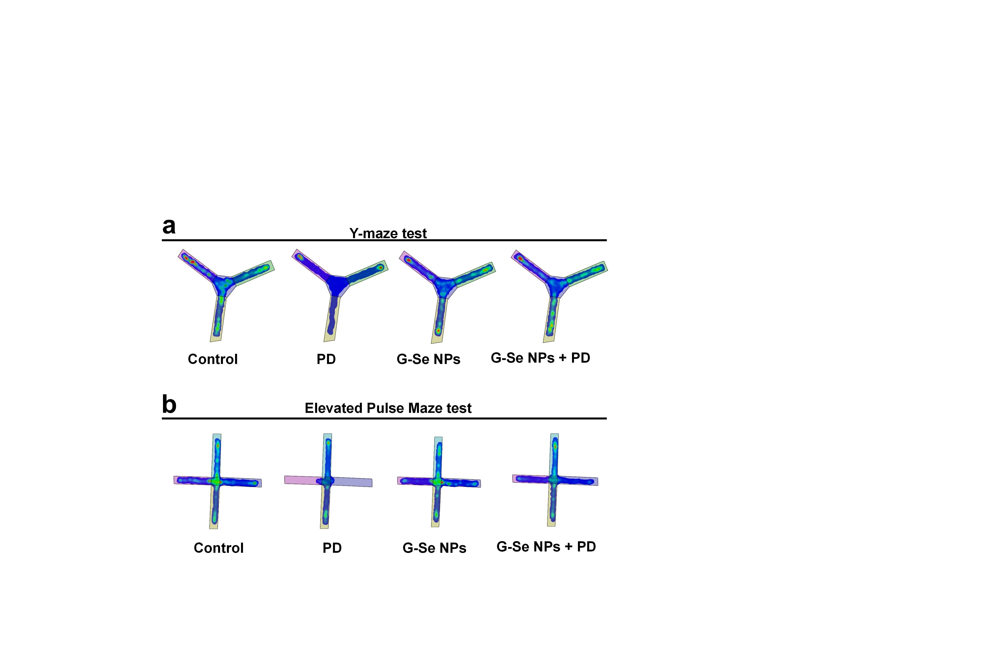 a
Y-maze test
Control
PD
G-Se NPs
G-Se NPs + PD
b
Elevated Pulse Maze test
Control
PD
G-Se NPs
G-Se NPs + PD